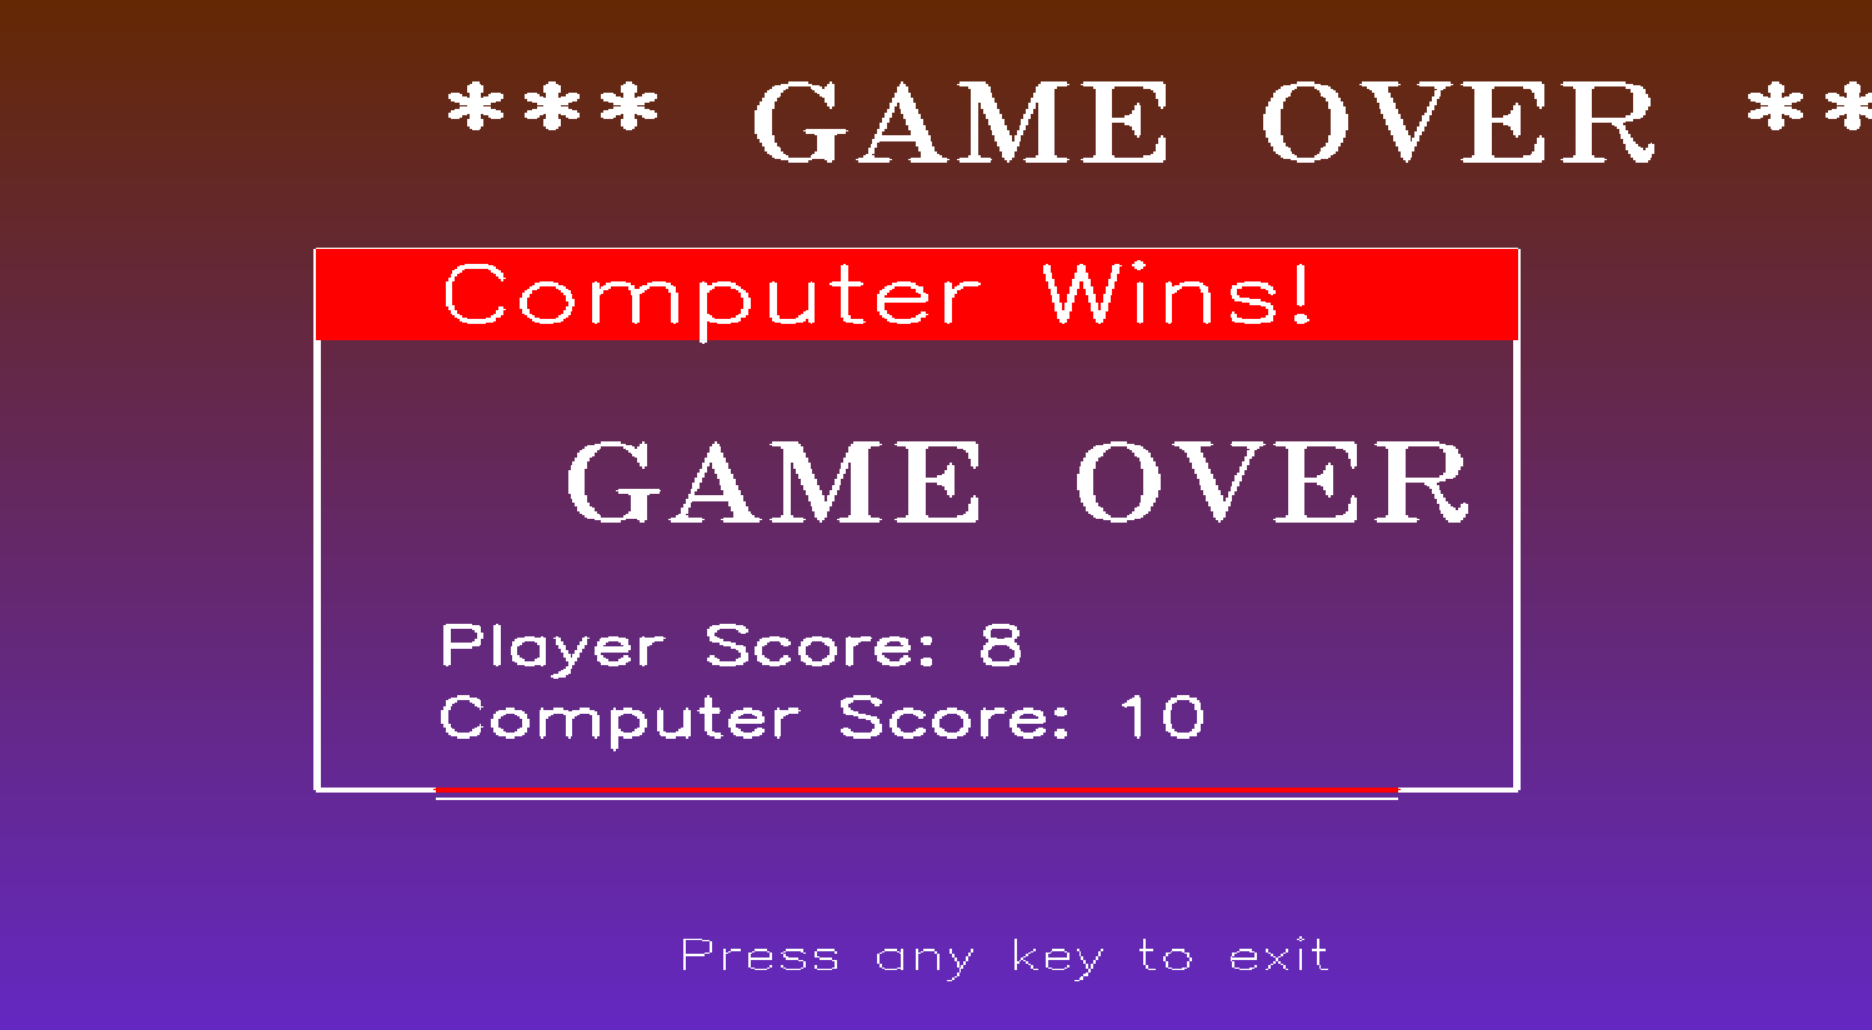 *** GAME OVER **
Computer Wins!
GAME OVER
Player Score: 8
Computer Score: 10
Press any key to exit